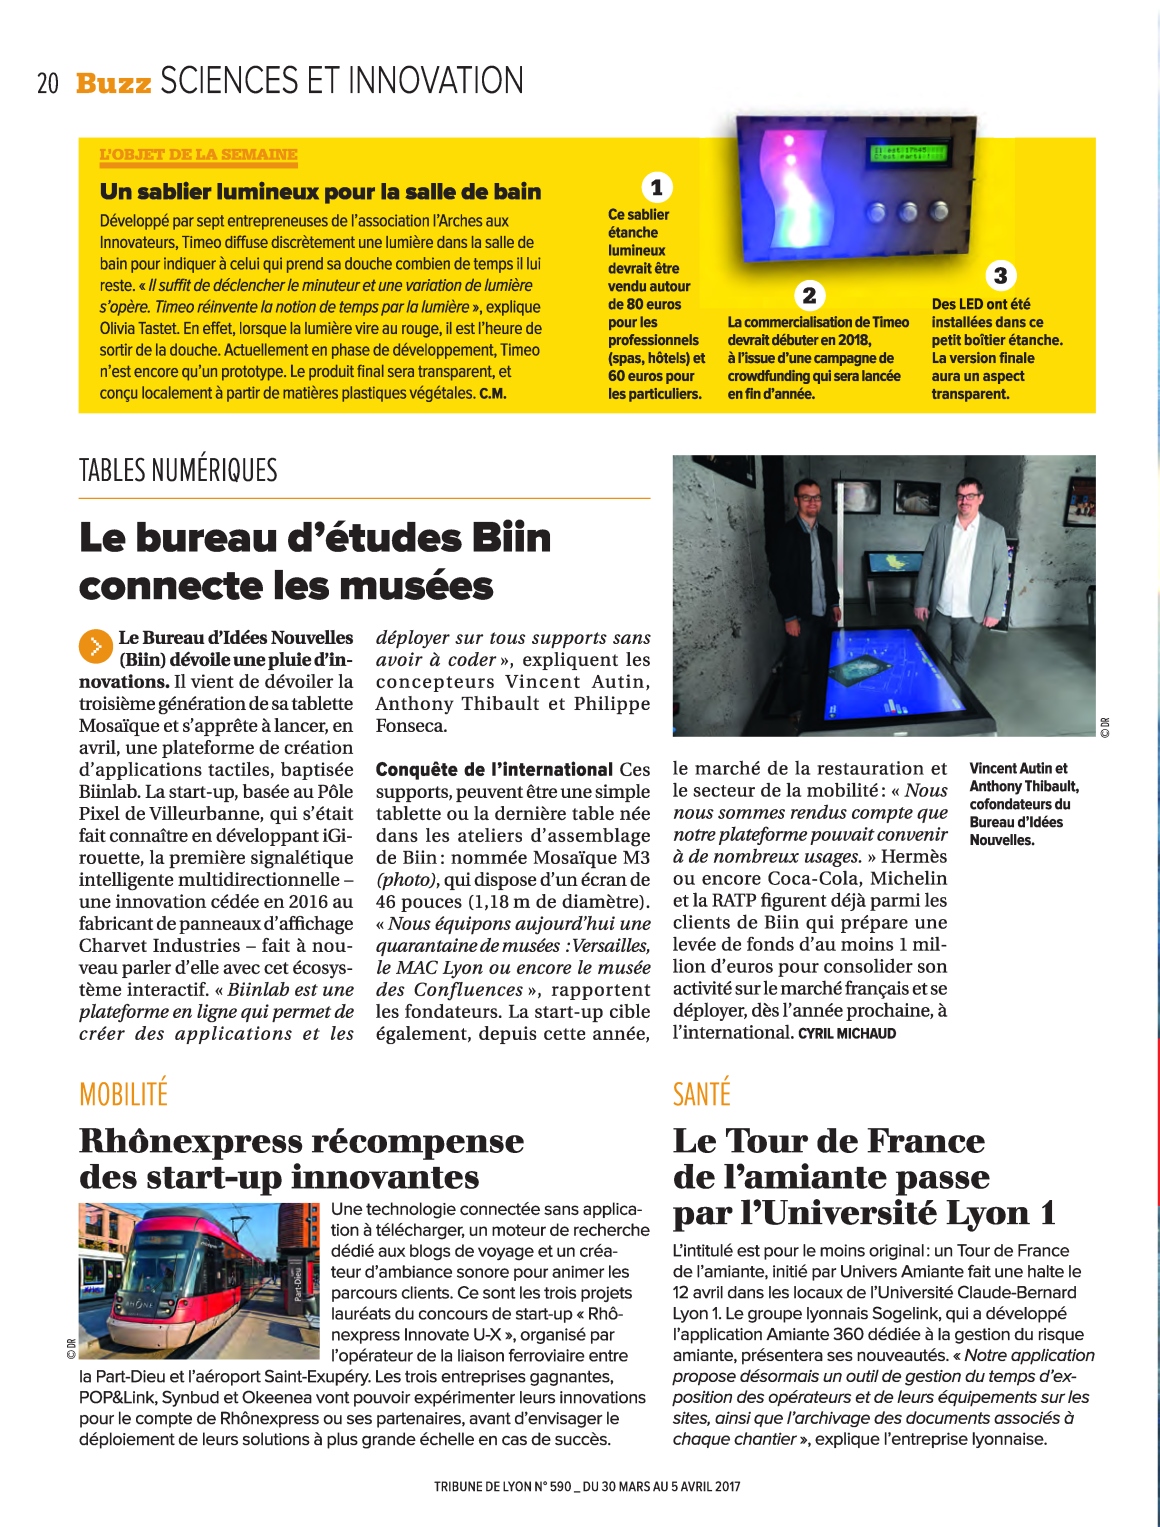 20 Buzz SCIENCES ET INNOVATION
L'OBJET DE LA SEMAINE
Un sablier lumineux pour la salle de bain
Développé par sept entrepreneuses de l'association l'Arches aux
Innovateurs, Timeo diffuse discrètement une lumière dans la salle de
bain pour indiquer à celui qui prend sa douche combien de temps il lui
reste. « Il suffit de déclencher le minuteur et une variation de lumière
s'opère. Timeo réinvente la notion de temps par la lumière », explique
Olivia Tastet. En effet, lorsque la lumière vire au rouge, il est l'heure de
sortir de la douche. Actuellement en phase de développement, Timeo
n'est encore qu'un prototype. Le produit final sera transparent, et
conçu localement à partir de matières plastiques végétales. C.M.
1
Ce sablier
étanche
lumineux
devrait être
vendu autour
de 80 euros
pour les
professionnels
(spas, hôtels) et
60 euros pour
les particuliers.
Il est 17h45
C'est parti !
2
La commercialisation de Timeo
devrait débuter en 2018,
à l'issue d'une campagne de
crowdfunding qui sera lancée
en fin d'année.
3
Des LED ont été
installées dans ce
petit boîtier étanche.
La version finale
aura un aspect
transparent.
TABLES NUMÉRIQUES
Le bureau d'études Biin
connecte les musées
Le Bureau d'Idées Nouvelles
(Biin) dévoile une pluie d'in-
novations. Il vient de dévoiler la
troisième génération de sa tablette
Mosaïque et s'apprête à lancer, en
avril, une plateforme de création
d'applications tactiles, baptisée
Biinlab. La start-up, basée au Pôle
Pixel de Villeurbanne, qui s'était
fait connaître en développant iGi-
rouette, la première signalétique
intelligente multidirectionnelle –
une innovation cédée en 2016 au
fabricant de panneaux d'affichage
Charvet Industries – fait à nou-
veau parler d'elle avec cet écosys-
tème interactif. « Biinlab est une
plateforme en ligne qui permet de
créer des applications et les
déployer sur tous supports sans
avoir à coder », expliquent les
concepteurs Vincent Autin,
Anthony Thibault et Philippe
Fonseca.
Conquête de l'international Ces
supports, peuvent être une simple
tablette ou la dernière table née
dans les ateliers d'assemblage
de Biin : nommée Mosaïque M3
(photo), qui dispose d'un écran de
46 pouces (1,18 m de diamètre).
« Nous équipons aujourd'hui une
quarantaine de musées : Versailles,
le MAC Lyon ou encore le musée
des Confluences », rapportent
les fondateurs. La start-up cible
également, depuis cette année,
le marché de la restauration et
le secteur de la mobilité : « Nous
nous sommes rendus compte que
notre plateforme pouvait convenir
à de nombreux usages. » Hermès
ou encore Coca-Cola, Michelin
et la RATP figurent déjà parmi les
clients de Biin qui prépare une
levée de fonds d'au moins 1 mil-
lion d'euros pour consolider son
activité sur le marché français et se
déployer, dès l'année prochaine, à
l'international. CYRIL MICHAUD
© DR
Vincent Autin et
Anthony Thibault,
cofondateurs du
Bureau d'Idées
Nouvelles.
MOBILITÉ
Rhônexpress récompense
des start-up innovantes
Part-Dieu
RHÔNE
© DR
Une technologie connectée sans applica-
tion à télécharger, un moteur de recherche
dédié aux blogs de voyage et un créa-
teur d'ambiance sonore pour animer les
parcours clients. Ce sont les trois projets
lauréats du concours de start-up « Rhô-
nexpress Innovate U-X », organisé par
l'opérateur de la liaison ferroviaire entre
la Part-Dieu et l'aéroport Saint-Exupéry. Les trois entreprises gagnantes,
POP&Link, Synbud et Okeenea vont pouvoir expérimenter leurs innovations
pour le compte de Rhônexpress ou ses partenaires, avant d'envisager le
déploiement de leurs solutions à plus grande échelle en cas de succès.
SANTÉ
Le Tour de France
de l'amiante passe
par l'Université Lyon 1
L'intitulé est pour le moins original : un Tour de France
de l'amiante, initié par Univers Amiante fait une halte le
12 avril dans les locaux de l'Université Claude-Bernard
Lyon 1. Le groupe lyonnais Sogelink, qui a développé
l'application Amiante 360 dédiée à la gestion du risque
amiante, présentera ses nouveautés. « Notre application
propose désormais un outil de gestion du temps d'ex-
position des opérateurs et de leurs équipements sur les
sites, ainsi que l'archivage des documents associés à
chaque chantier », explique l'entreprise lyonnaise.
TRIBUNE DE LYON N° 590 _ DU 30 MARS AU 5 AVRIL 2017